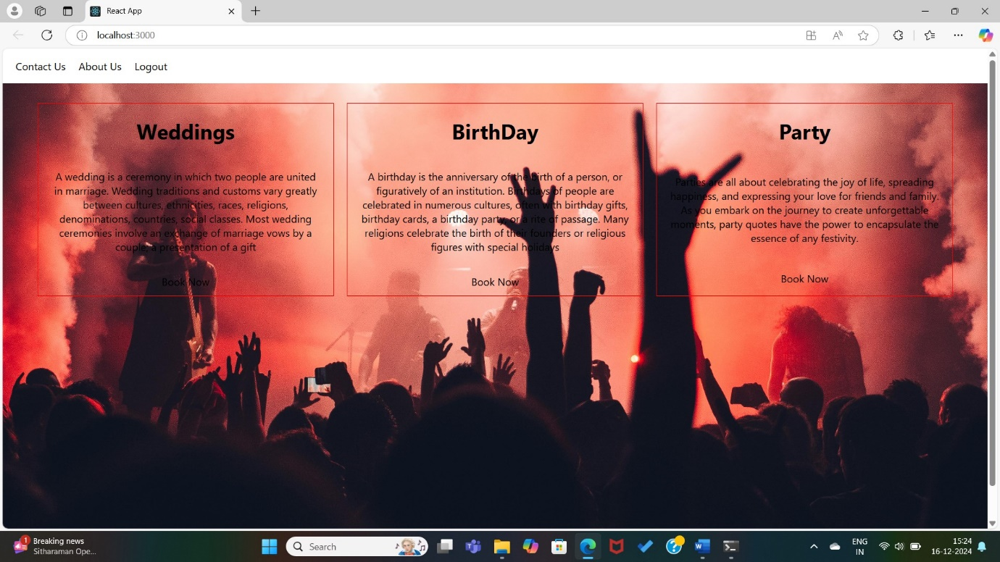 React App
localhost:3000
Contact Us About Us Logout
Weddings
A wedding is a ceremony in which two people are united
in marriage. Wedding traditions and customs vary greatly
between cultures, ethnicities, races, religions,
denominations, countries, social classes. Most wedding
ceremonies involve an exchange of marriage vows by a
couple, a presentation of a gift
Book Now
BirthDay
A birthday is the anniversary of the birth of a person, or
figuratively of an institution. Birthdays of people are
celebrated in numerous cultures, often with birthday gifts,
birthday cards, a birthday party, or a rite of passage. Many
religions celebrate the birth of their founders or religious
figures with special holidays
Book Now
Party
Parties are all about celebrating the joy of life, spreading
happiness, and expressing your love for friends and family.
As you embark on the journey to create unforgettable
moments, party quotes have the power to encapsulate the
essence of any festivity.
Book Now
1
Breaking news
Sitharaman Ope...
Search
ENG
IN
15:24
16-12-2024